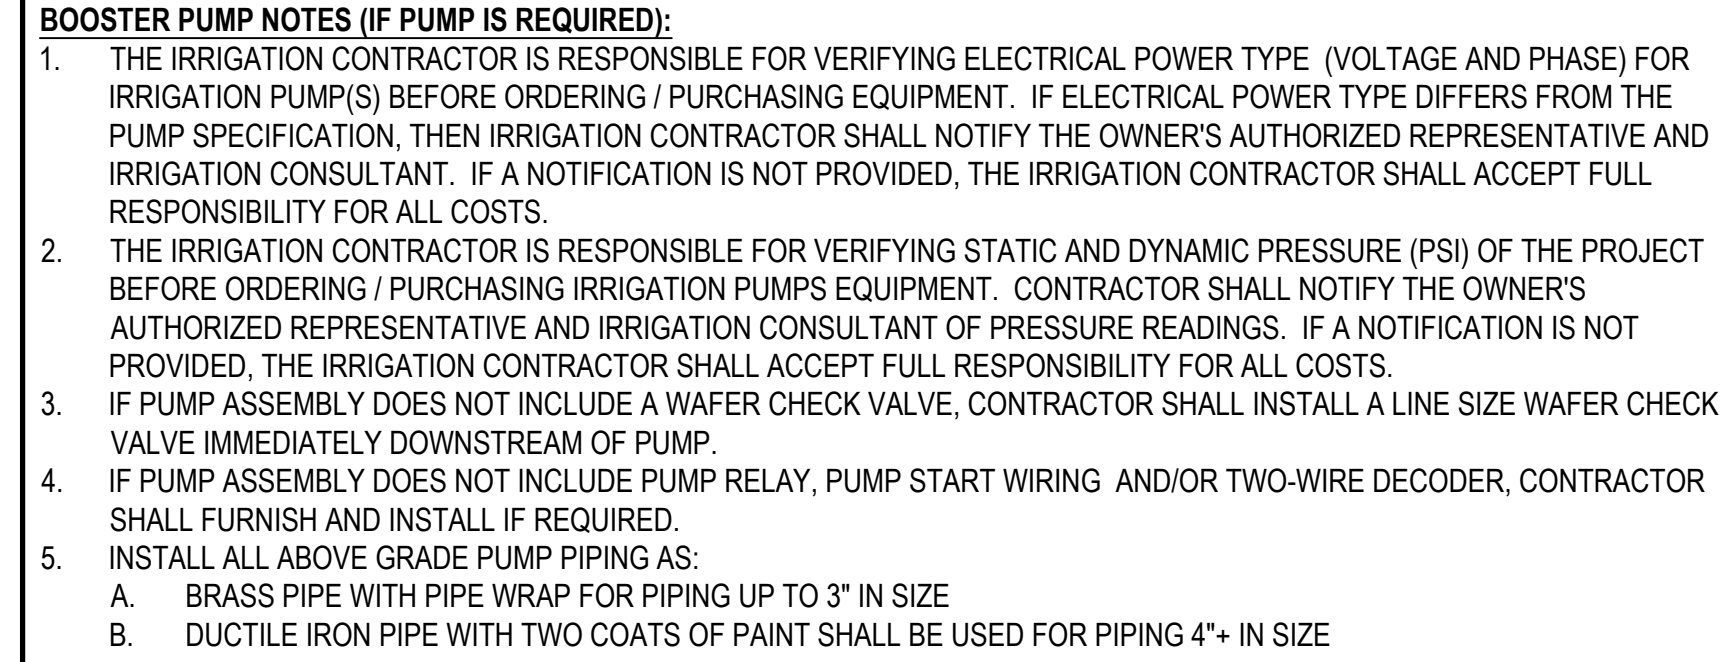 BOOSTER PUMP NOTES (IF PUMP IS REQUIRED):
1. THE IRRIGATION CONTRACTOR IS RESPONSIBLE FOR VERIFYING ELECTRICAL POWER TYPE (VOLTAGE AND PHASE) FOR
IRRIGATION PUMP(S) BEFORE ORDERING / PURCHASING EQUIPMENT. IF ELECTRICAL POWER TYPE DIFFERS FROM THE
PUMP SPECIFICATION, THEN IRRIGATION CONTRACTOR SHALL NOTIFY THE OWNER'S AUTHORIZED REPRESENTATIVE AND
IRRIGATION CONSULTANT. IF A NOTIFICATION IS NOT PROVIDED, THE IRRIGATION CONTRACTOR SHALL ACCEPT FULL
RESPONSIBILITY FOR ALL COSTS.
2. THE IRRIGATION CONTRACTOR IS RESPONSIBLE FOR VERIFYING STATIC AND DYNAMIC PRESSURE (PSI) OF THE PROJECT
BEFORE ORDERING / PURCHASING IRRIGATION PUMPS EQUIPMENT. CONTRACTOR SHALL NOTIFY THE OWNER'S
AUTHORIZED REPRESENTATIVE AND IRRIGATION CONSULTANT OF PRESSURE READINGS. IF A NOTIFICATION IS NOT
PROVIDED, THE IRRIGATION CONTRACTOR SHALL ACCEPT FULL RESPONSIBILITY FOR ALL COSTS.
3. IF PUMP ASSEMBLY DOES NOT INCLUDE A WAFER CHECK VALVE, CONTRACTOR SHALL INSTALL A LINE SIZE WAFER CHECK
VALVE IMMEDIATELY DOWNSTREAM OF PUMP.
4. IF PUMP ASSEMBLY DOES NOT INCLUDE PUMP RELAY, PUMP START WIRING AND/OR TWO-WIRE DECODER, CONTRACTOR
SHALL FURNISH AND INSTALL IF REQUIRED.
5. INSTALL ALL ABOVE GRADE PUMP PIPING AS:
A. BRASS PIPE WITH PIPE WRAP FOR PIPING UP TO 3" IN SIZE
B. DUCTILE IRON PIPE WITH TWO COATS OF PAINT SHALL BE USED FOR PIPING 4"+ IN SIZE